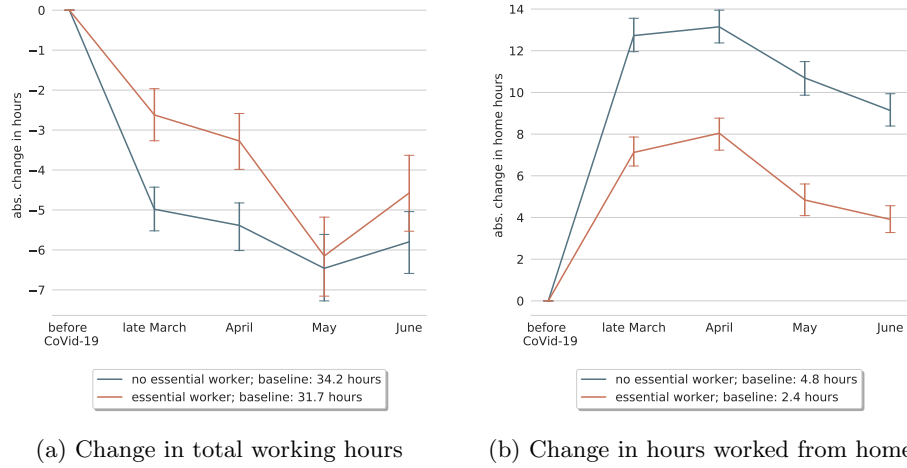 0
−1
−2
−3
−4
−5
−6
−7
abs. change in hours
before
CoVid-19
late March
April
May
June
no essential worker; baseline: 34.2 hours
essential worker; baseline: 31.7 hours
(a) Change in total working hours
14
12
10
8
6
4
2
0
abs. change in home hours
before
CoVid-19
late March
April
May
June
no essential worker; baseline: 4.8 hours
essential worker; baseline: 2.4 hours
(b) Change in hours worked from home